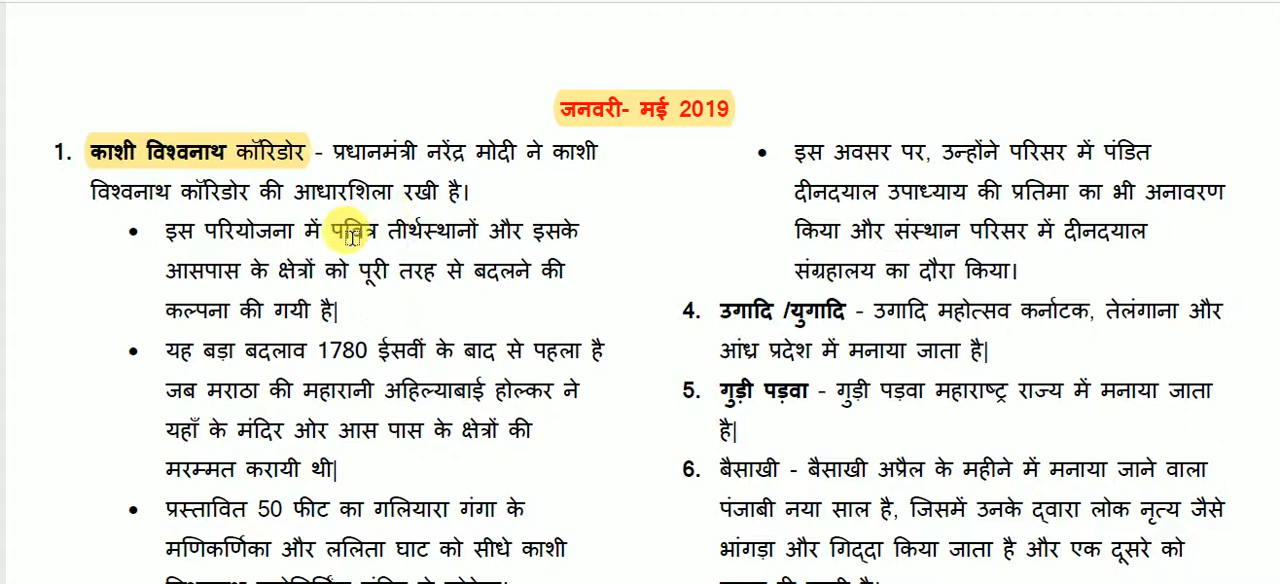 जनवरी- मई 2019
1. काशी विश्वनाथ कॉरिडोर - प्रधानमंत्री नरेंद्र मोदी ने काशी
विश्वनाथ कॉरिडोर की आधारशिला रखी है।
• इस परियोजना में पवित्र तीर्थस्थानों और इसके
आसपास के क्षेत्रों को पूरी तरह से बदलने की
कल्पना की गयी है|
• यह बड़ा बदलाव 1780 ईसवीं के बाद से पहला है
जब मराठा की महारानी अहिल्याबाई होल्कर ने
यहाँ के मंदिर ओर आस पास के क्षेत्रों की
मरम्मत करायी थी|
• प्रस्तावित 50 फीट का गलियारा गंगा के
मणिकर्णिका और ललिता घाट को सीधे काशी
• इस अवसर पर, उन्होंने परिसर में पंडित
दीनदयाल उपाध्याय की प्रतिमा का भी अनावरण
किया और संस्थान परिसर में दीनदयाल
संग्रहालय का दौरा किया।
4. उगादि /युगादि - उगादि महोत्सव कर्नाटक, तेलंगाना और
आंध्र प्रदेश में मनाया जाता है|
5. गुड़ी पड़वा - गुड़ी पड़वा महाराष्ट्र राज्य में मनाया जाता
है|
6. बैसाखी - बैसाखी अप्रैल के महीने में मनाया जाने वाला
पंजाबी नया साल है, जिसमें उनके द्वारा लोक नृत्य जैसे
भांगड़ा और गिद्दा किया जाता है और एक दूसरे को